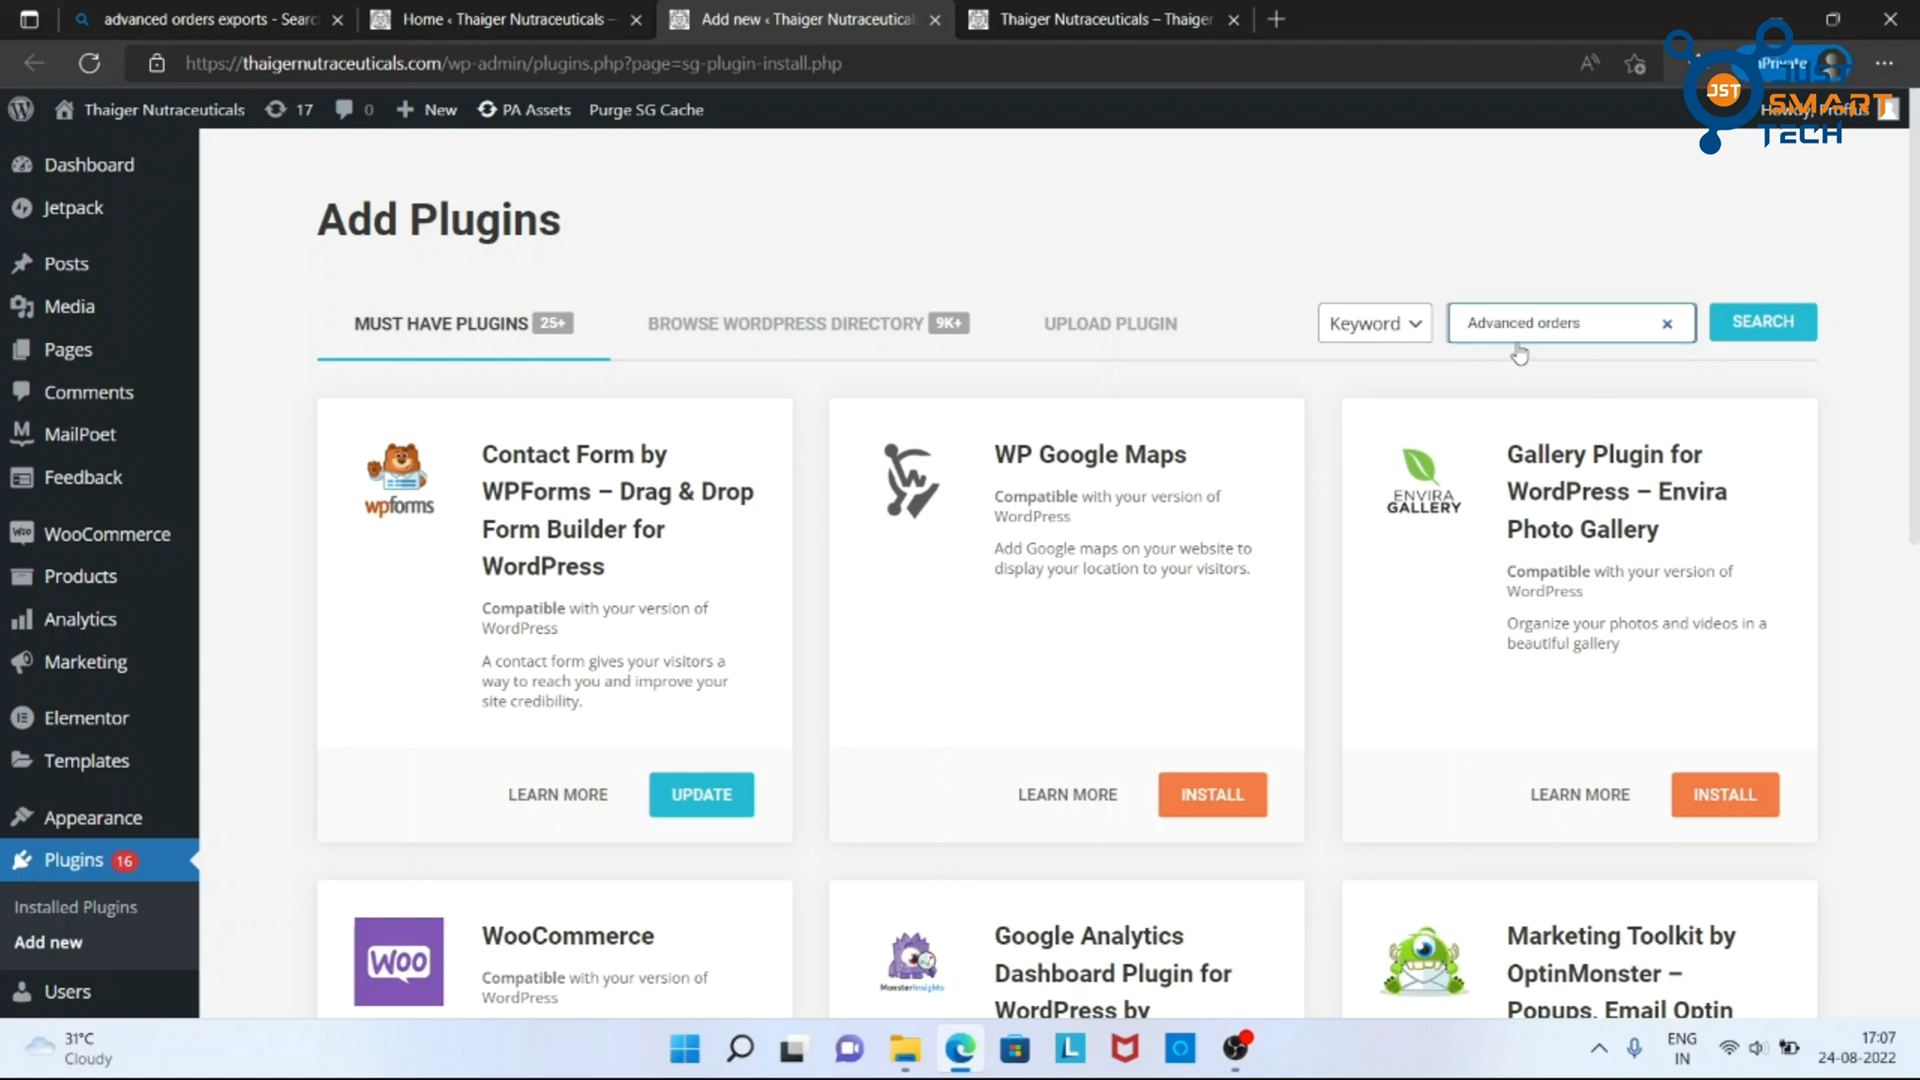 advanced orders exports - Searc
Home ‹ Thaiger Nutraceuticals –
Add new ‹ Thaiger Nutraceutical
Thaiger Nutraceuticals – Thaiger
https://thaigernutraceuticals.com/wp-admin/plugins.php?page=sg-plugin-install.php
JST
SMART
TECH
Thaiger Nutraceuticals
17
0
New
PA Assets
Purge SG Cache
Dashboard
Jetpack
Posts
Media
Pages
Comments
MailPoet
Feedback
WooCommerce
Products
Analytics
Marketing
Elementor
Templates
Appearance
Plugins 16
Installed Plugins
Add new
Users
Add Plugins
MUST HAVE PLUGINS 25+
BROWSE WORDPRESS DIRECTORY 9K+
UPLOAD PLUGIN
Keyword
Advanced orders
SEARCH
wpforms
Contact Form by
WPForms – Drag & Drop
Form Builder for
WordPress
Compatible with your version of
WordPress
A contact form gives your visitors a
way to reach you and improve your
site credibility.
LEARN MORE
UPDATE
WP Google Maps
Compatible with your version of
WordPress
Add Google maps on your website to
display your location to your visitors.
LEARN MORE
INSTALL
ENVIRA
GALLERY
Gallery Plugin for
WordPress – Envira
Photo Gallery
Compatible with your version of
WordPress
Organize your photos and videos in a
beautiful gallery
LEARN MORE
INSTALL
WOO
WooCommerce
Compatible with your version of
WordPress
MonsterInsights
Google Analytics
Dashboard Plugin for
WordPress by
Marketing Toolkit by
OptinMonster –
Popups, Email Optin
31°C
Cloudy
ENG
IN
17:07
24-08-2022